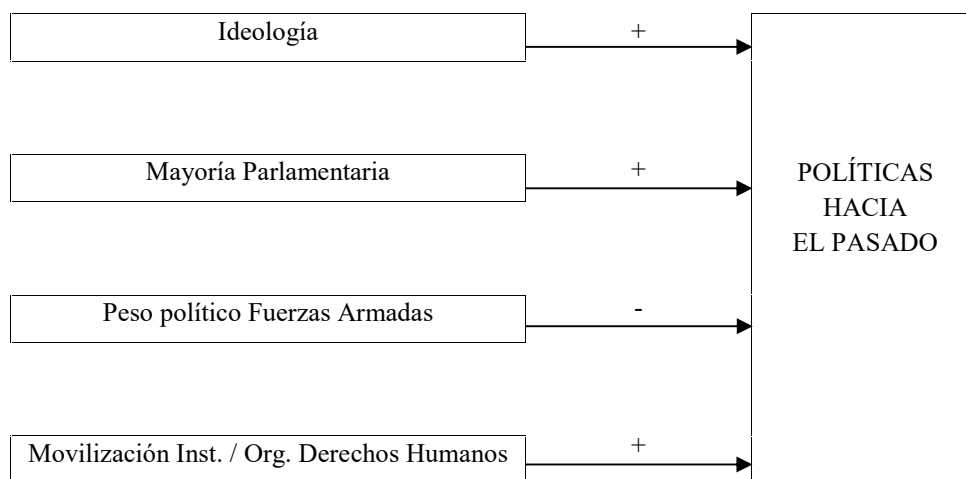 Ideología
+
Mayoría Parlamentaria
+
POLÍTICAS
HACIA
EL PASADO
Peso político Fuerzas Armadas
-
Movilización Inst. / Org. Derechos Humanos
+